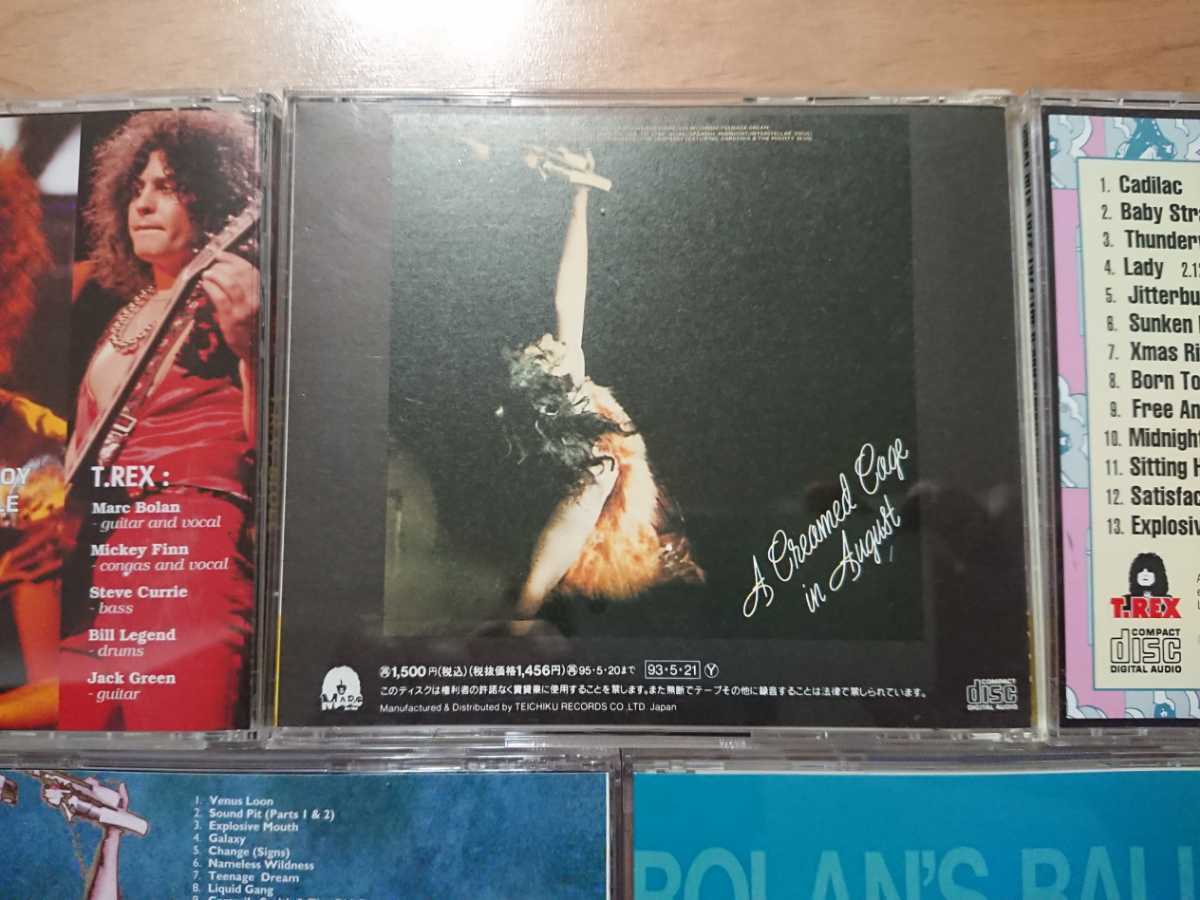 OY
LE
T.REX :
Marc Bolan
- guitar and vocal
Mickey Finn
- congas and vocal
Steve Currie
- bass
Bill Legend
- drums
Jack Green
- guitar
A Creamed Cage
in August
1,500円(税込)(税抜価格1,456円) 95·5·20まで 93·5·21 Y
このディスクは権利者の許諾なく賃貸業に使用することを禁じます。また無断でテープその他に録音することは法律で禁じられています。
Manufactured & Distributed by TEICHIKU RECORDS CO.,LTD. Japan
MARC
COMPACT
disc
DIGITAL AUDIO
1. Cadilac
2. Baby Stra
3. Thunderw
4. Lady 2.1
5. Jitterbu
6. Sunken
7. Xmas Ri
8. Born To
9. Free An
10. Midnight
11. Sitting H
12. Satisfac
13. Explosiv
T.REX
COMPACT
disc
DIGITAL AUDIO
1. Venus Loon
2. Sound Pit (Parts 1 & 2)
3. Explosive Mouth
4. Galaxy
5. Change (Signs)
6. Nameless Wildness
7. Teenage Dream
8. Liquid Gang
BOLAN'S BALL